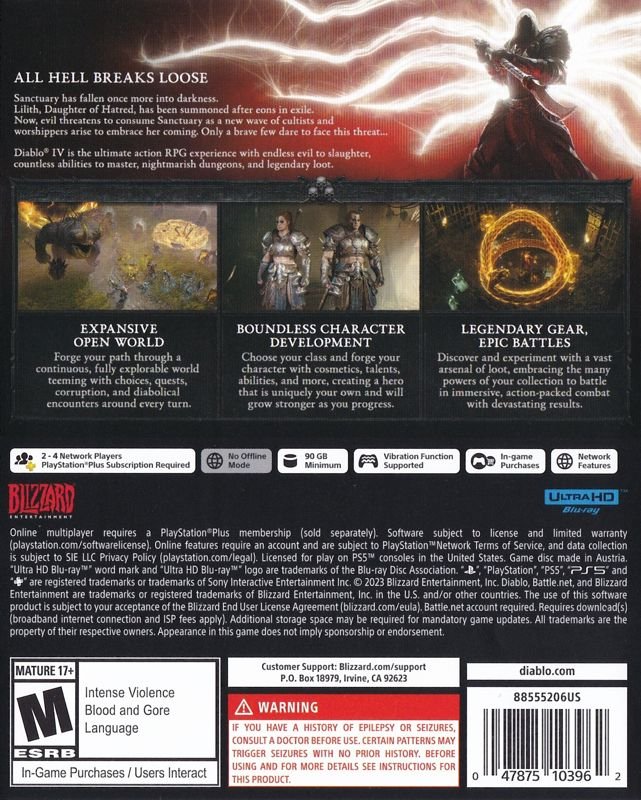 ALL HELL BREAKS LOOSE
Sanctuary has fallen once more into darkness.
Lilith, Daughter of Hatred, has been summoned after eons in exile.
Now, evil threatens to consume Sanctuary as a new wave of cultists and
worshippers arise to embrace her coming. Only a brave few dare to face this threat...
Diablo® IV is the ultimate action RPG experience with endless evil to slaughter,
countless abilities to master, nightmarish dungeons, and legendary loot.
EXPANSIVE
OPEN WORLD
Forge your path through a
continuous, fully explorable world
teeming with choices, quests,
corruption, and diabolical
encounters around every turn.
BOUNDLESS CHARACTER
DEVELOPMENT
Choose your class and forge your
character with cosmetics, talents,
abilities, and more, creating a hero
that is uniquely your own and will
grow stronger as you progress.
LEGENDARY GEAR,
EPIC BATTLES
Discover and experiment with a vast
arsenal of loot, embracing the many
powers of your collection to battle
in immersive, action-packed combat
with devastating results.
2 - 4 Network Players
PlayStation®Plus Subscription Required
No Offline
Mode
90 GB
Minimum
Vibration Function
Supported
In-game
Purchases
Network
Features
BLIZZARD
ENTERTAINMENT
ULTRA HD™
Blu-ray
Online multiplayer requires a PlayStation®Plus membership (sold separately). Software subject to license and limited warranty
(playstation.com/softwarelicense). Online features require an account and are subject to PlayStation™Network Terms of Service, and data collection
is subject to SIE LLC Privacy Policy (playstation.com/legal). Licensed for play on PS5™ consoles in the United States. Game disc made in Austria.
"Ultra HD Blu-ray™" word mark and "Ultra HD Blu-ray™" logo are trademarks of the Blu-ray Disc Association. "", "PlayStation", "PS5", "PS5" and
"" are registered trademarks or trademarks of Sony Interactive Entertainment Inc. © 2023 Blizzard Entertainment, Inc. Diablo, Battle.net, and Blizzard
Entertainment are trademarks or registered trademarks of Blizzard Entertainment, Inc. in the U.S. and/or other countries. The use of this software
product is subject to your acceptance of the Blizzard End User License Agreement (blizzard.com/eula). Battle.net account required. Requires download(s)
(broadband internet connection and ISP fees apply). Additional storage space may be required for mandatory game updates. All trademarks are the
property of their respective owners. Appearance in this game does not imply sponsorship or endorsement.
MATURE 17+
M
ESRB
Intense Violence
Blood and Gore
Language
In-Game Purchases / Users Interact
Customer Support: Blizzard.com/support
P.O. Box 18979, Irvine, CA 92623
WARNING
IF YOU HAVE A HISTORY OF EPILEPSY OR SEIZURES,
CONSULT A DOCTOR BEFORE USE. CERTAIN PATTERNS MAY
TRIGGER SEIZURES WITH NO PRIOR HISTORY. BEFORE
USING AND FOR MORE DETAILS SEE INSTRUCTIONS FOR
THIS PRODUCT.
diablo.com
88555206US
0 47875 10396 2